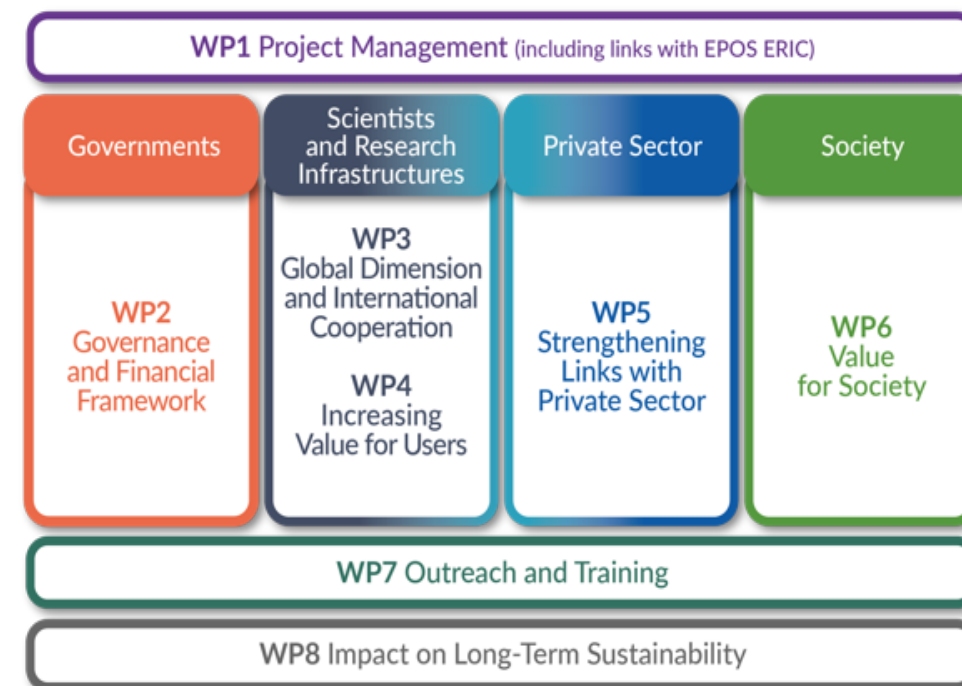 WP1 Project Management (including links with EPOS ERIC)
Governments
WP2
Governance
and Financial
Framework
Scientists
and Research
Infrastructures
WP3
Global Dimension
and International
Cooperation
WP4
Increasing
Value for Users
Private Sector
WP5
Strengthening
Links with
Private Sector
Society
WP6
Value
for Society
WP7 Outreach and Training
WP8 Impact on Long-Term Sustainability